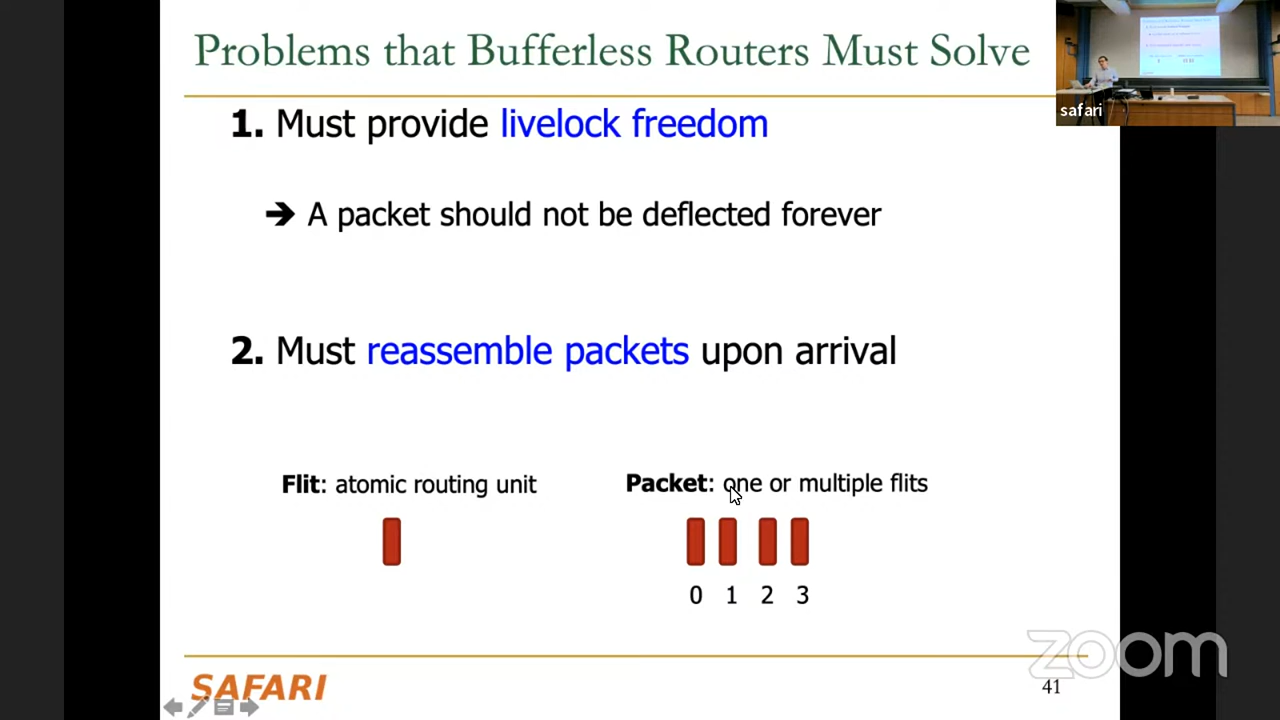 Problems that Bufferless Routers Must Solve
safari
1. Must provide livelock freedom
➔ A packet should not be deflected forever
2. Must reassemble packets upon arrival
Flit: atomic routing unit
Packet: one or multiple flits
0 1 2 3
zoom
SAFARI
41